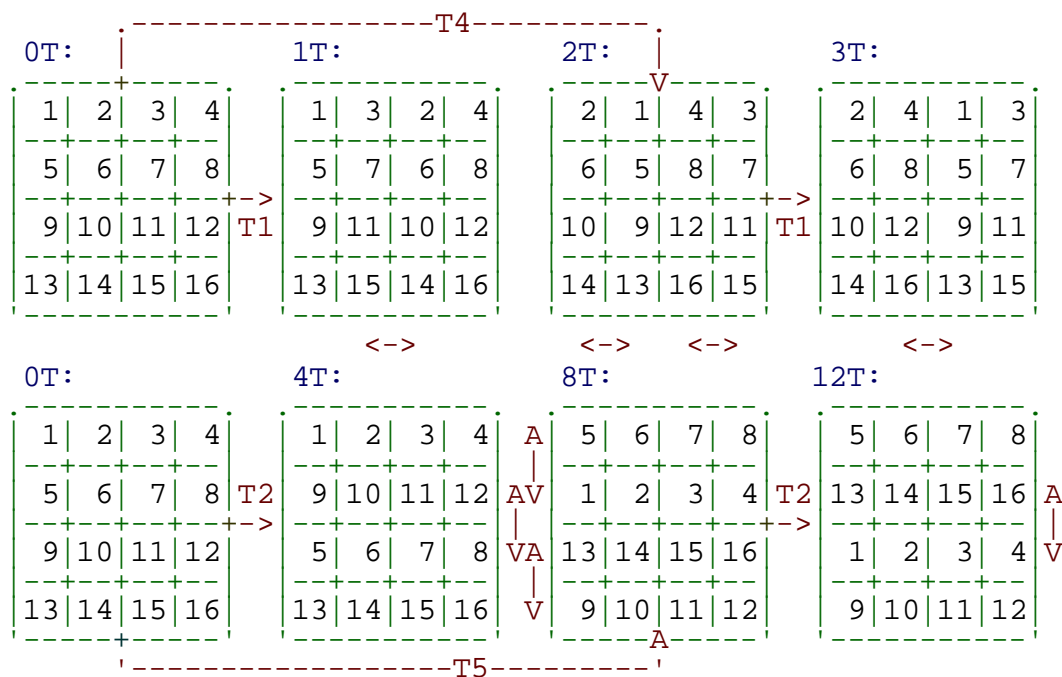 T4
0T: 1T: 2T: 3T:
1| 2| 3| 4 1| 3| 2| 4 2| 1| 4| 3 2| 4| 1| 3
5| 6| 7| 8 5| 7| 6| 8 6| 5| 8| 7 6| 8| 5| 7
9|10|11|12 T1 9|11|10|12 10| 9|12|11 T1 10|12| 9|11
13|14|15|16 13|15|14|16 14|13|16|15 14|16|13|15
<-> <-> <-> <->
0T: 4T: 8T: 12T:
1| 2| 3| 4 1| 2| 3| 4 A 5| 6| 7| 8 5| 6| 7| 8
5| 6| 7| 8 T2 9|10|11|12 AV 1| 2| 3| 4 T2 13|14|15|16 A
9|10|11|12 5| 6| 7| 8 VA 13|14|15|16 1| 2| 3| 4 V
13|14|15|16 13|14|15|16 V 9|10|11|12 9|10|11|12
T5